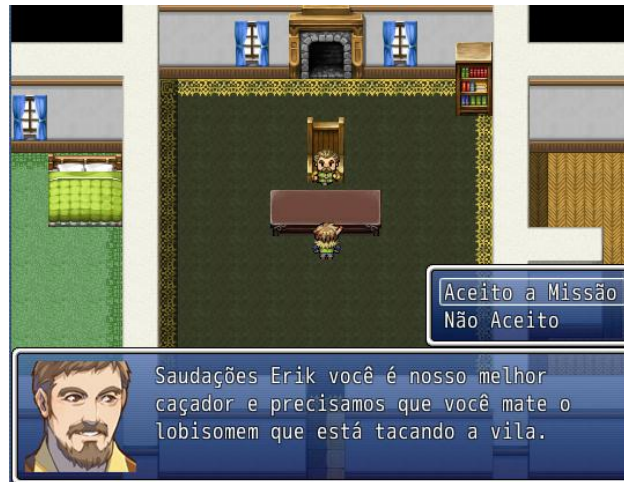 Aceito a Missão
Não Aceito
Saudações Erik você é nosso melhor
caçador e precisamos que você mate o
lobisomem que está tacando a vila.